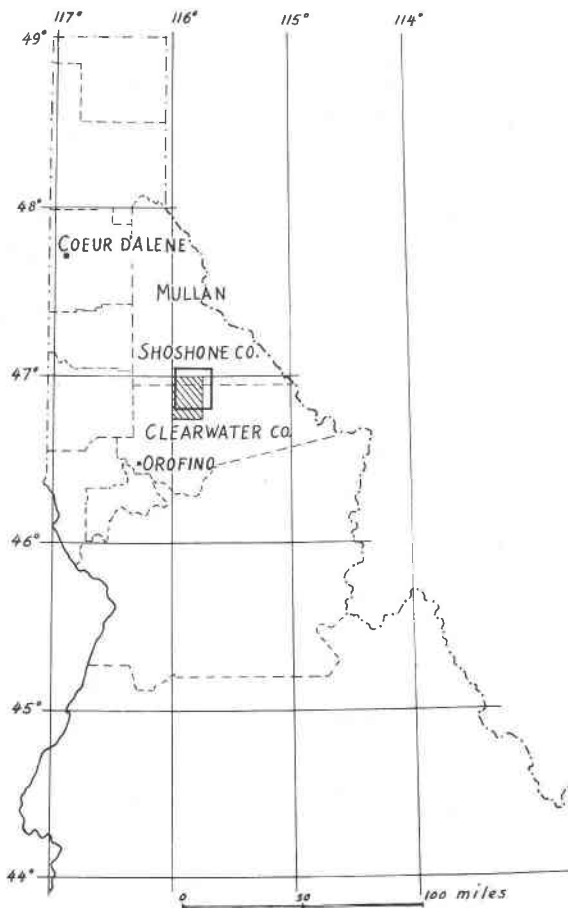 117° 116° 115° 114°
49°
48°
COEUR D'ALENE
MULLAN
SHOSHONE CO.
47°
CLEARWATER CO.
OROFINO
46°
45°
44°
0 50 100 miles